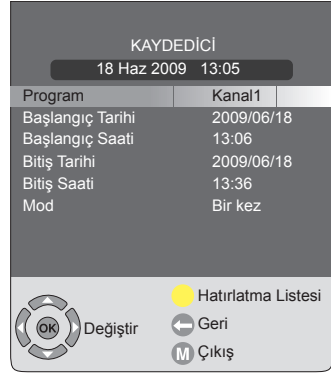 KAYDEDİCİ
18 Haz 2009 13:05
Program Kanal1
Başlangıç Tarihi 2009/06/18
Başlangıç Saati 13:06
Bitiş Tarihi 2009/06/18
Bitiş Saati 13:36
Mod Bir kez
Hatırlatma Listesi
OK Değiştir
Geri
M Çıkış